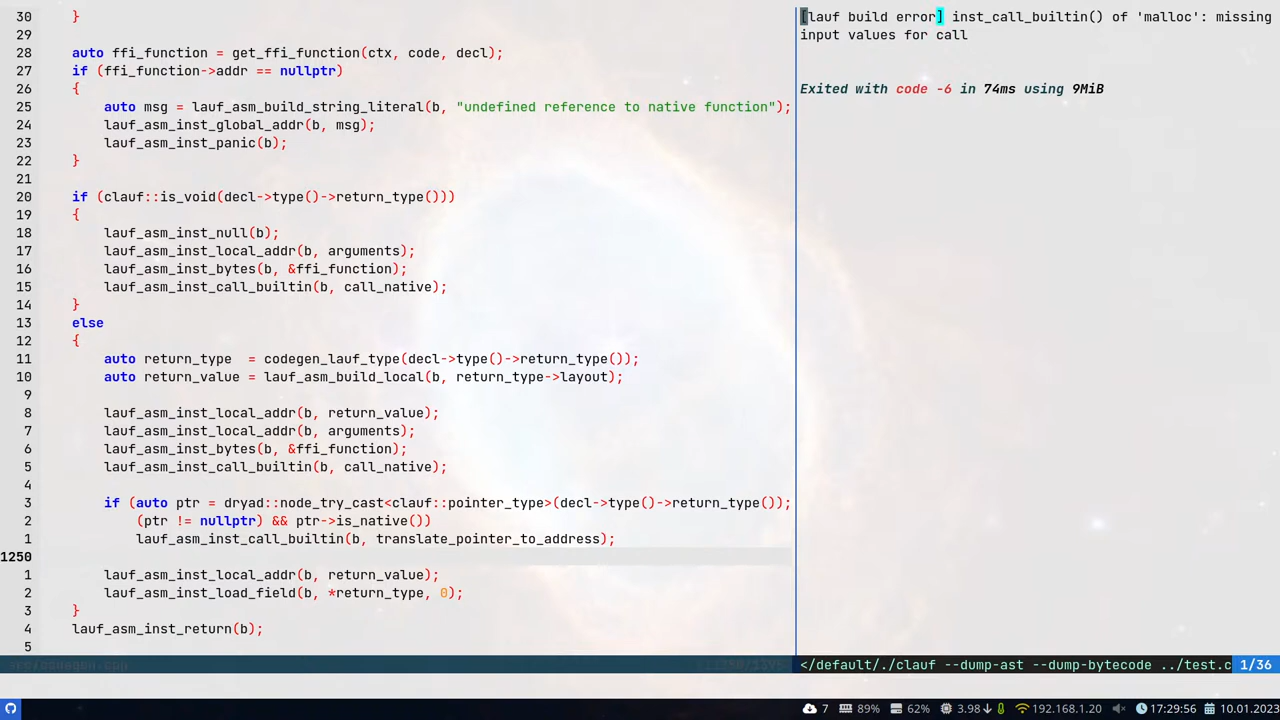 30 }
29
28 auto ffi_function = get_ffi_function(ctx, code, decl);
27 if (ffi_function->addr == nullptr)
26 {
25 auto msg = lauf_asm_build_string_literal(b, "undefined reference to native function");
24 lauf_asm_inst_global_addr(b, msg);
23 lauf_asm_inst_panic(b);
22 }
21
20 if (clauf::is_void(decl->type()->return_type()))
19 {
18 lauf_asm_inst_null(b);
17 lauf_asm_inst_local_addr(b, arguments);
16 lauf_asm_inst_bytes(b, &ffi_function);
15 lauf_asm_inst_call_builtin(b, call_native);
14 }
13 else
12 {
11 auto return_type  = codegen_lauf_type(decl->type()->return_type());
10 auto return_value = lauf_asm_build_local(b, return_type->layout);
9
8 lauf_asm_inst_local_addr(b, return_value);
7 lauf_asm_inst_local_addr(b, arguments);
6 lauf_asm_inst_bytes(b, &ffi_function);
5 lauf_asm_inst_call_builtin(b, call_native);
4
3 if (auto ptr = dryad::node_try_cast<clauf::pointer_type>(decl->type()->return_type());
2 (ptr != nullptr) && ptr->is_native())
1 lauf_asm_inst_call_builtin(b, translate_pointer_to_address);
1250
1 lauf_asm_inst_local_addr(b, return_value);
2 lauf_asm_inst_load_field(b, *return_type, 0);
3 }
4 lauf_asm_inst_return(b);
5
[lauf build error] inst_call_builtin() of 'malloc': missing
input values for call
Exited with code -6 in 74ms using 9MiB
</default/./clauf --dump-ast --dump-bytecode ../test.c 1/36
7 89% 62% 3.98 192.168.1.20 17:29:56 10.01.2023